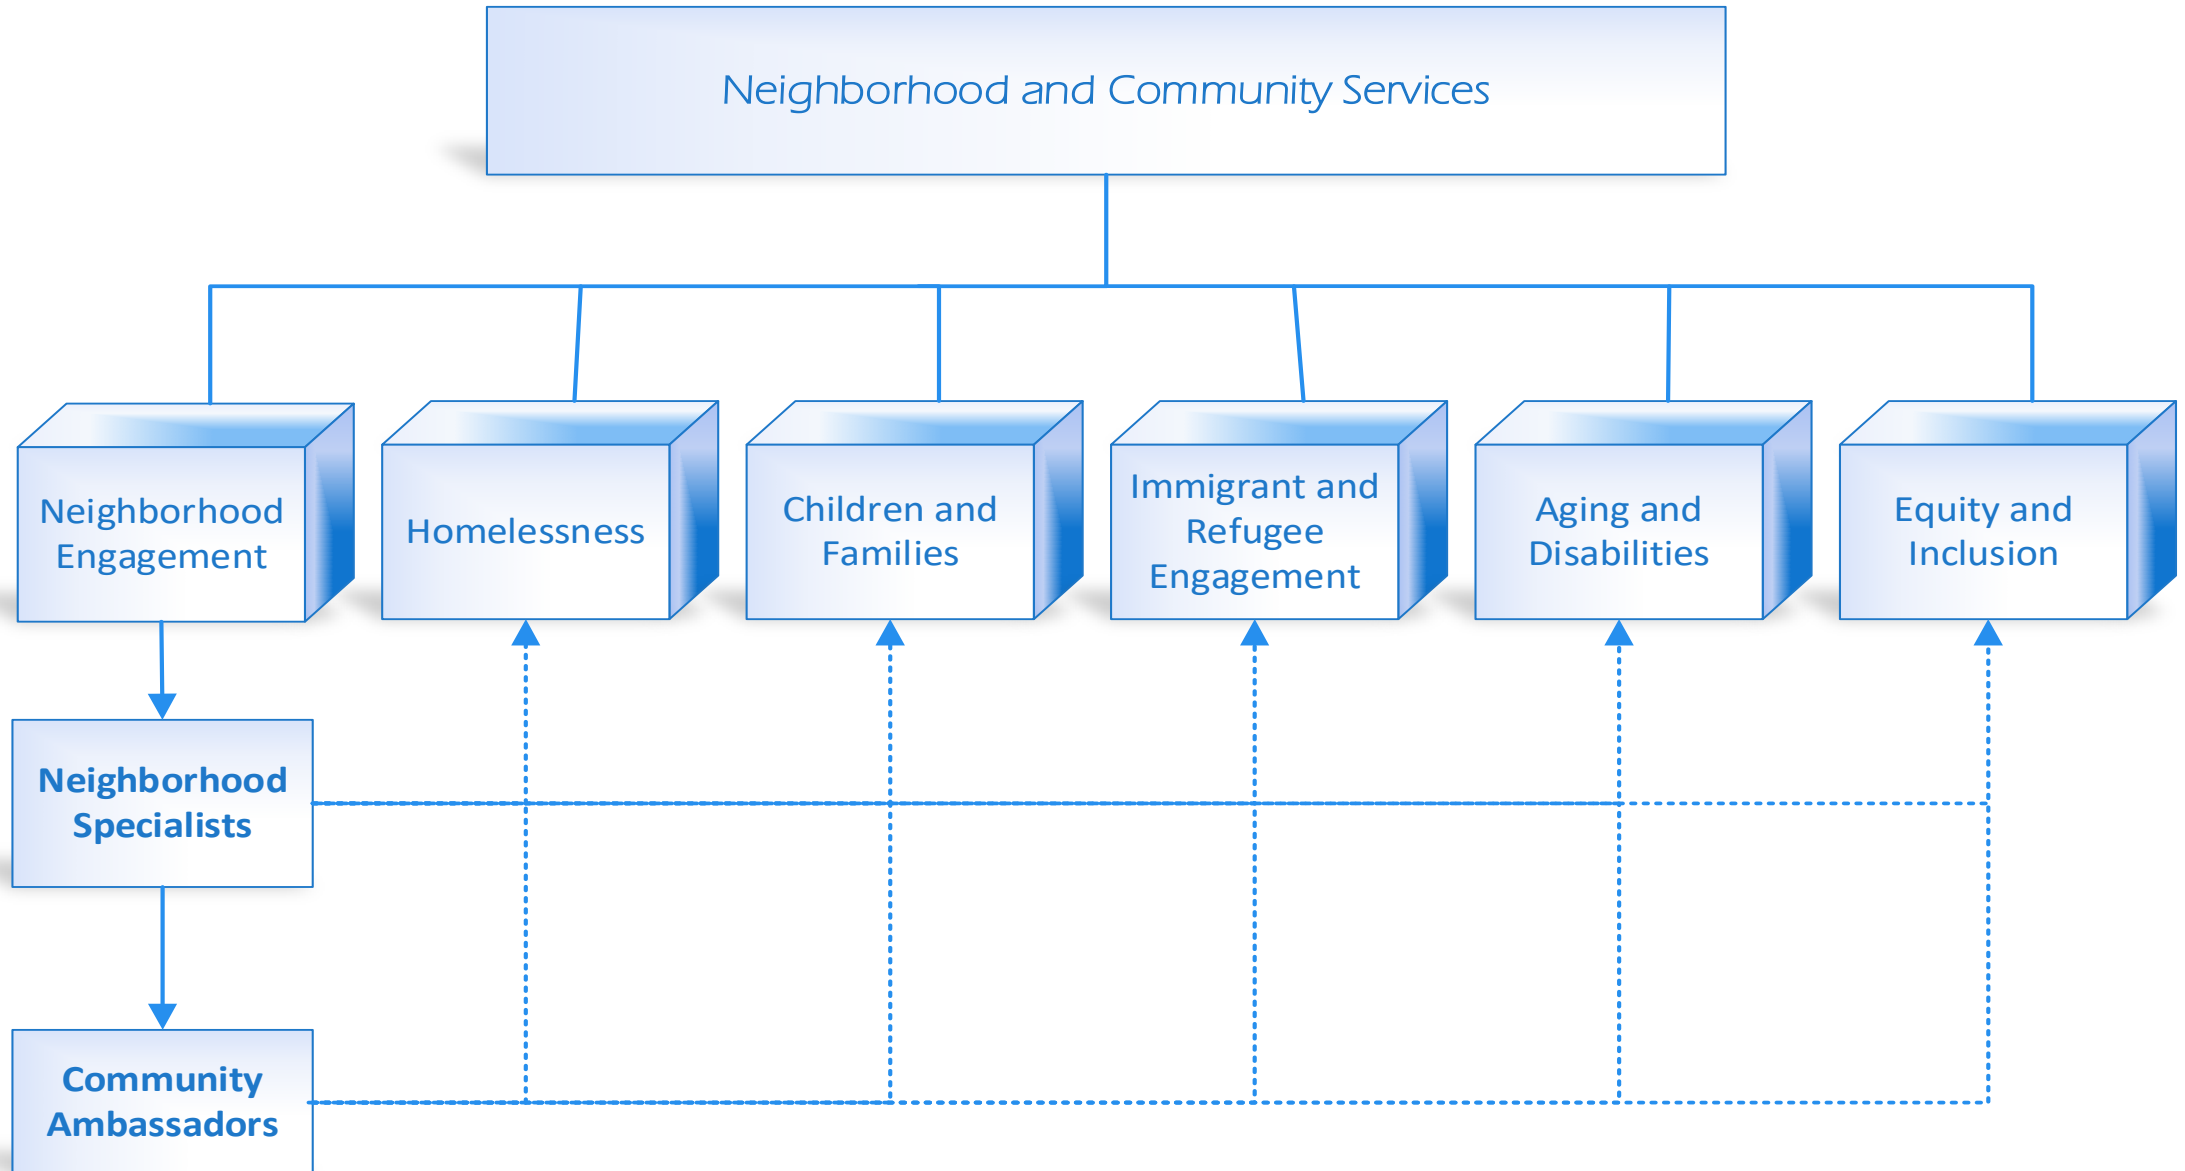 Neighborhood and Community Services
Neighborhood
Engagement
Homelessness
Children and
Families
Immigrant and
Refugee
Engagement
Aging and
Disabilities
Equity and
Inclusion
Neighborhood
Specialists
Community
Ambassadors